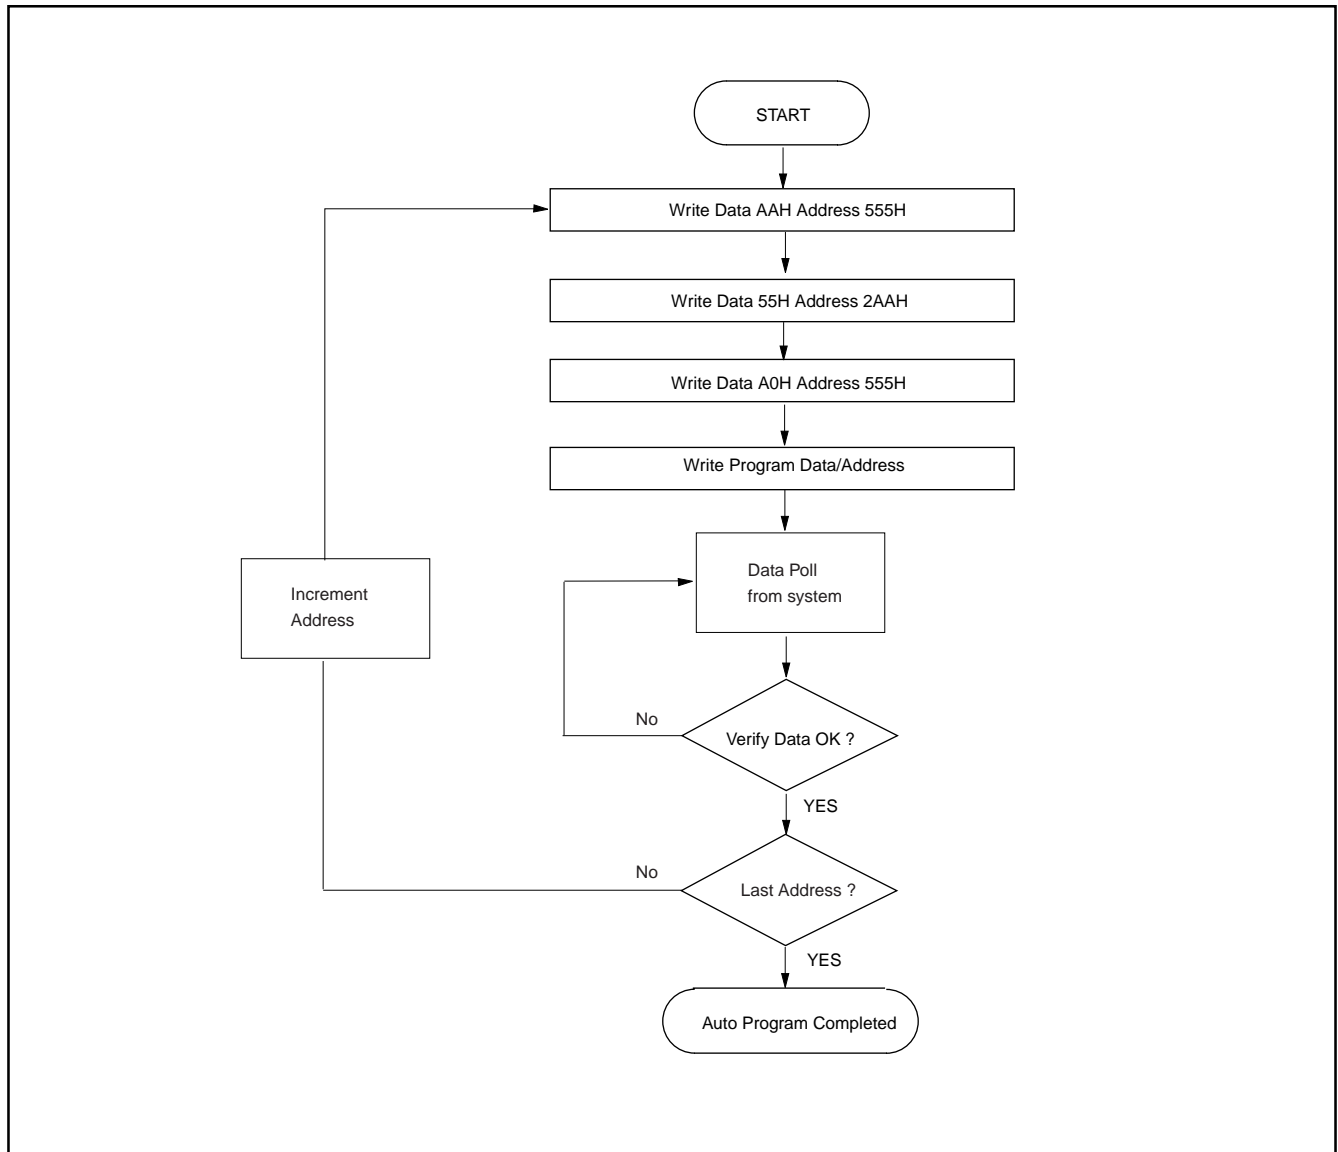 START
Write Data AAH Address 555H
Write Data 55H Address 2AAH
Write Data A0H Address 555H
Write Program Data/Address
Data Poll
from system
Increment
Address
No
Verify Data OK ?
YES
No
Last Address ?
YES
Auto Program Completed